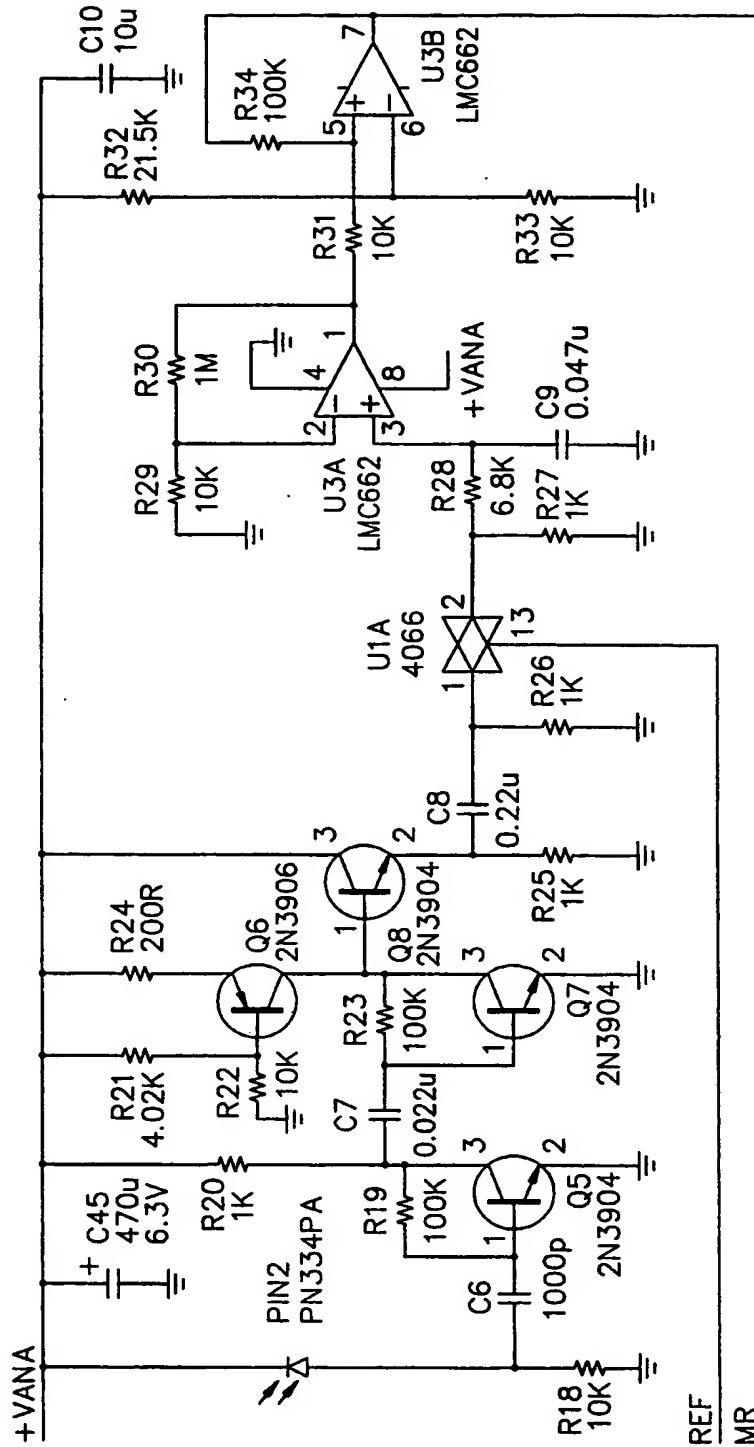 +VANA
C45
470u
6.3V
+
R20
1K
R21
4.02K
R22
10K
R24
200R
Q6
2N3906
R32
21.5K
C10
10u
PIN2
PN334PA
R19
100K
C7
0.022u
R23
100K
1
3
2
Q8
2N3904
C6
1000p
1
3
2
Q5
2N3904
1
3
2
Q7
2N3904
R18
10K
C8
0.22u
R25
1K
R26
1K
U1A
4066
1
2
13
R27
1K
R28
6.8K
C9
0.047u
+VANA
R29
10K
R30
1M
U3A
LMC662
2
-
3
+
4
8
1
R31
10K
R34
100K
R33
10K
5
+
6
-
7
U3B
LMC662
REF
MR